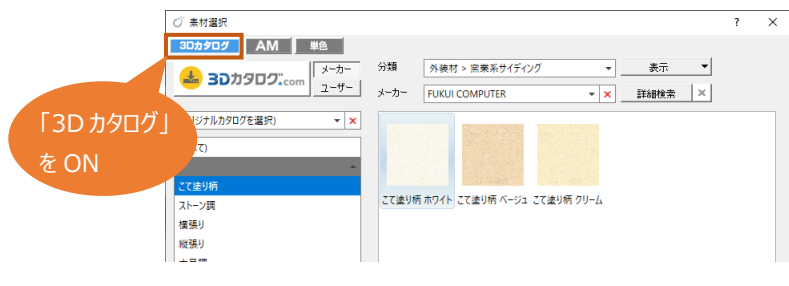 素材選択
? ×
3Dカタログ AM 単色
3Dカタログ.com
メーカー
ユーザー
分類
外装材 > 窯業系サイディング
表示
メーカー
FUKUI COMPUTER
×
詳細検索
×
リジナルカタログを選択)
×
て)
こて塗り柄
ストーン調
横張り
縦張り
こて塗り柄 ホワイト こて塗り柄 ベージュ こて塗り柄 クリーム
「3D カタログ」
を ON